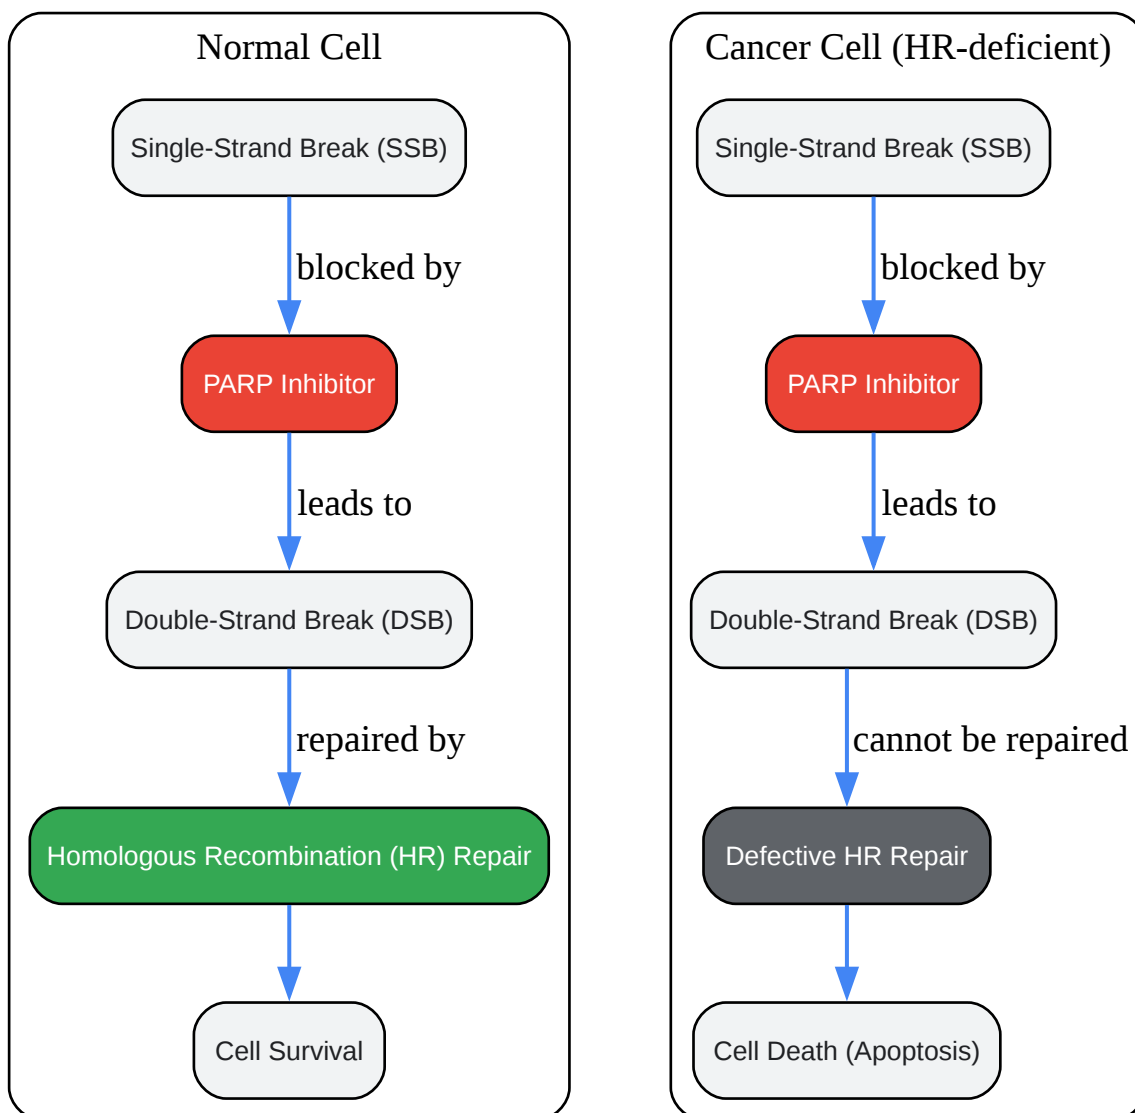 Normal Cell
Single-Strand Break (SSB)
blocked by
PARP Inhibitor
leads to
Double-Strand Break (DSB)
repaired by
Homologous Recombination (HR) Repair
Cell Survival
Cancer Cell (HR-deficient)
Single-Strand Break (SSB)
blocked by
PARP Inhibitor
leads to
Double-Strand Break (DSB)
cannot be repaired
Defective HR Repair
Cell Death (Apoptosis)